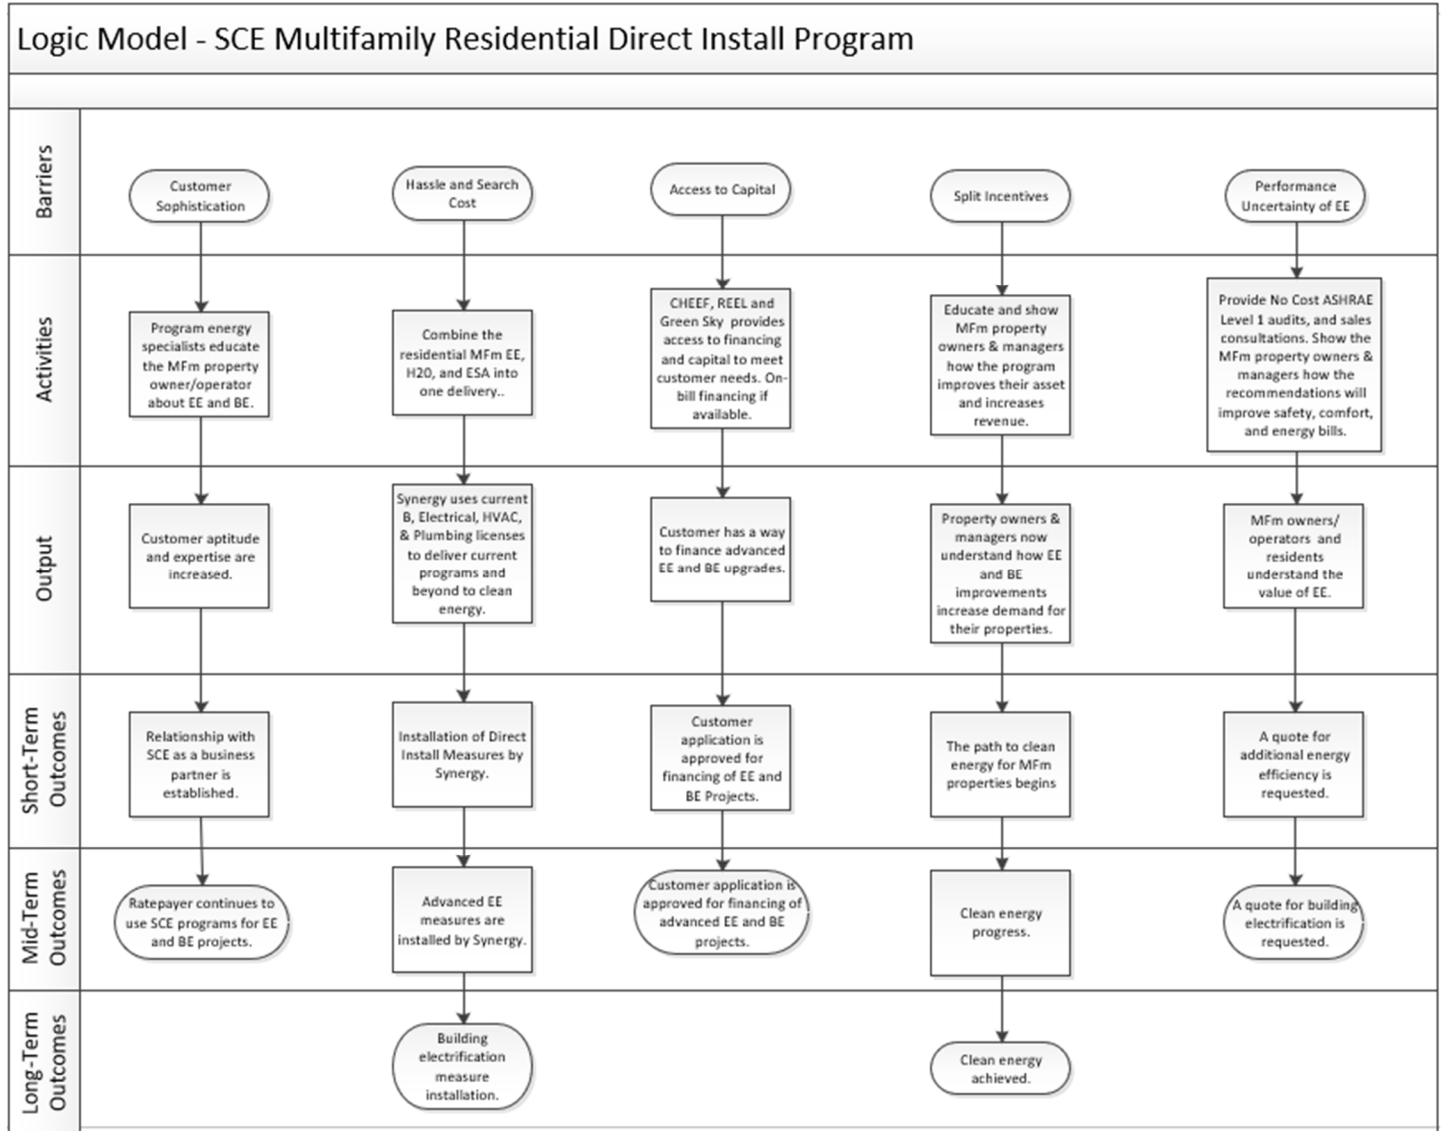 Logic Model - SCE Multifamily Residential Direct Install Program
Barriers
Customer
Sophistication
Hassle and Search
Cost
Access to Capital
Split Incentives
Performance
Uncertainty of EE
Activities
Program energy
specialists educate
the MFm property
owner/operator
about EE and BE.
Combine the
residential MFm EE,
H20, and ESA into
one delivery..
CHEEF, REEL and
Green Sky provides
access to financing
and capital to meet
customer needs. On-
bill financing if
available.
Educate and show
MFm property
owners & managers
how the program
improves their asset
and increases
revenue.
Provide No Cost ASHRAE
Level 1 audits, and sales
consultations. Show the
MFm property owners &
managers how the
recommendations will
improve safety, comfort,
and energy bills.
Output
Customer aptitude
and expertise are
increased.
Synergy uses current
B, Electrical, HVAC,
& Plumbing licenses
to deliver current
programs and
beyond to clean
energy.
Customer has a way
to finance advanced
EE and BE upgrades.
Property owners &
managers now
understand how EE
and BE
improvements
increase demand for
their properties.
MFm owners/
operators and
residents
understand the
value of EE.
Short-Term
Outcomes
Relationship with
SCE as a business
partner is
established.
Installation of Direct
Install Measures by
Synergy.
Customer
application is
approved for
financing of EE and
BE Projects.
The path to clean
energy for MFm
properties begins
A quote for
additional energy
efficiency is
requested.
Mid-Term
Outcomes
Ratepayer continues to
use SCE programs for EE
and BE projects.
Advanced EE
measures are
installed by Synergy.
Customer application is
approved for financing of
advanced EE and BE
projects.
Clean energy
progress.
A quote for building
electrification is
requested.
Long-Term
Outcomes
Building
electrification
measure
installation.
Clean energy
achieved.